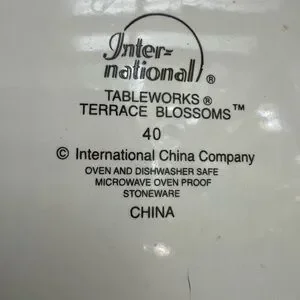 Inter-
national ®
TABLEWORKS ®
TERRACE BLOSSOMS™
40
© International China Company
OVEN AND DISHWASHER SAFE
MICROWAVE OVEN PROOF
STONEWARE
CHINA